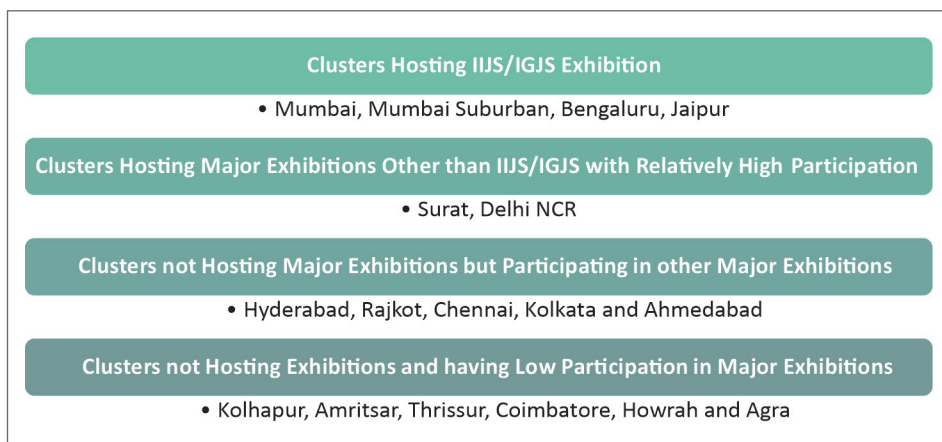 Clusters Hosting IIJS/IGJS Exhibition
• Mumbai, Mumbai Suburban, Bengaluru, Jaipur
Clusters Hosting Major Exhibitions Other than IIJS/IGJS with Relatively High Participation
• Surat, Delhi NCR
Clusters not Hosting Major Exhibitions but Participating in other Major Exhibitions
• Hyderabad, Rajkot, Chennai, Kolkata and Ahmedabad
Clusters not Hosting Exhibitions and having Low Participation in Major Exhibitions
• Kolhapur, Amritsar, Thrissur, Coimbatore, Howrah and Agra